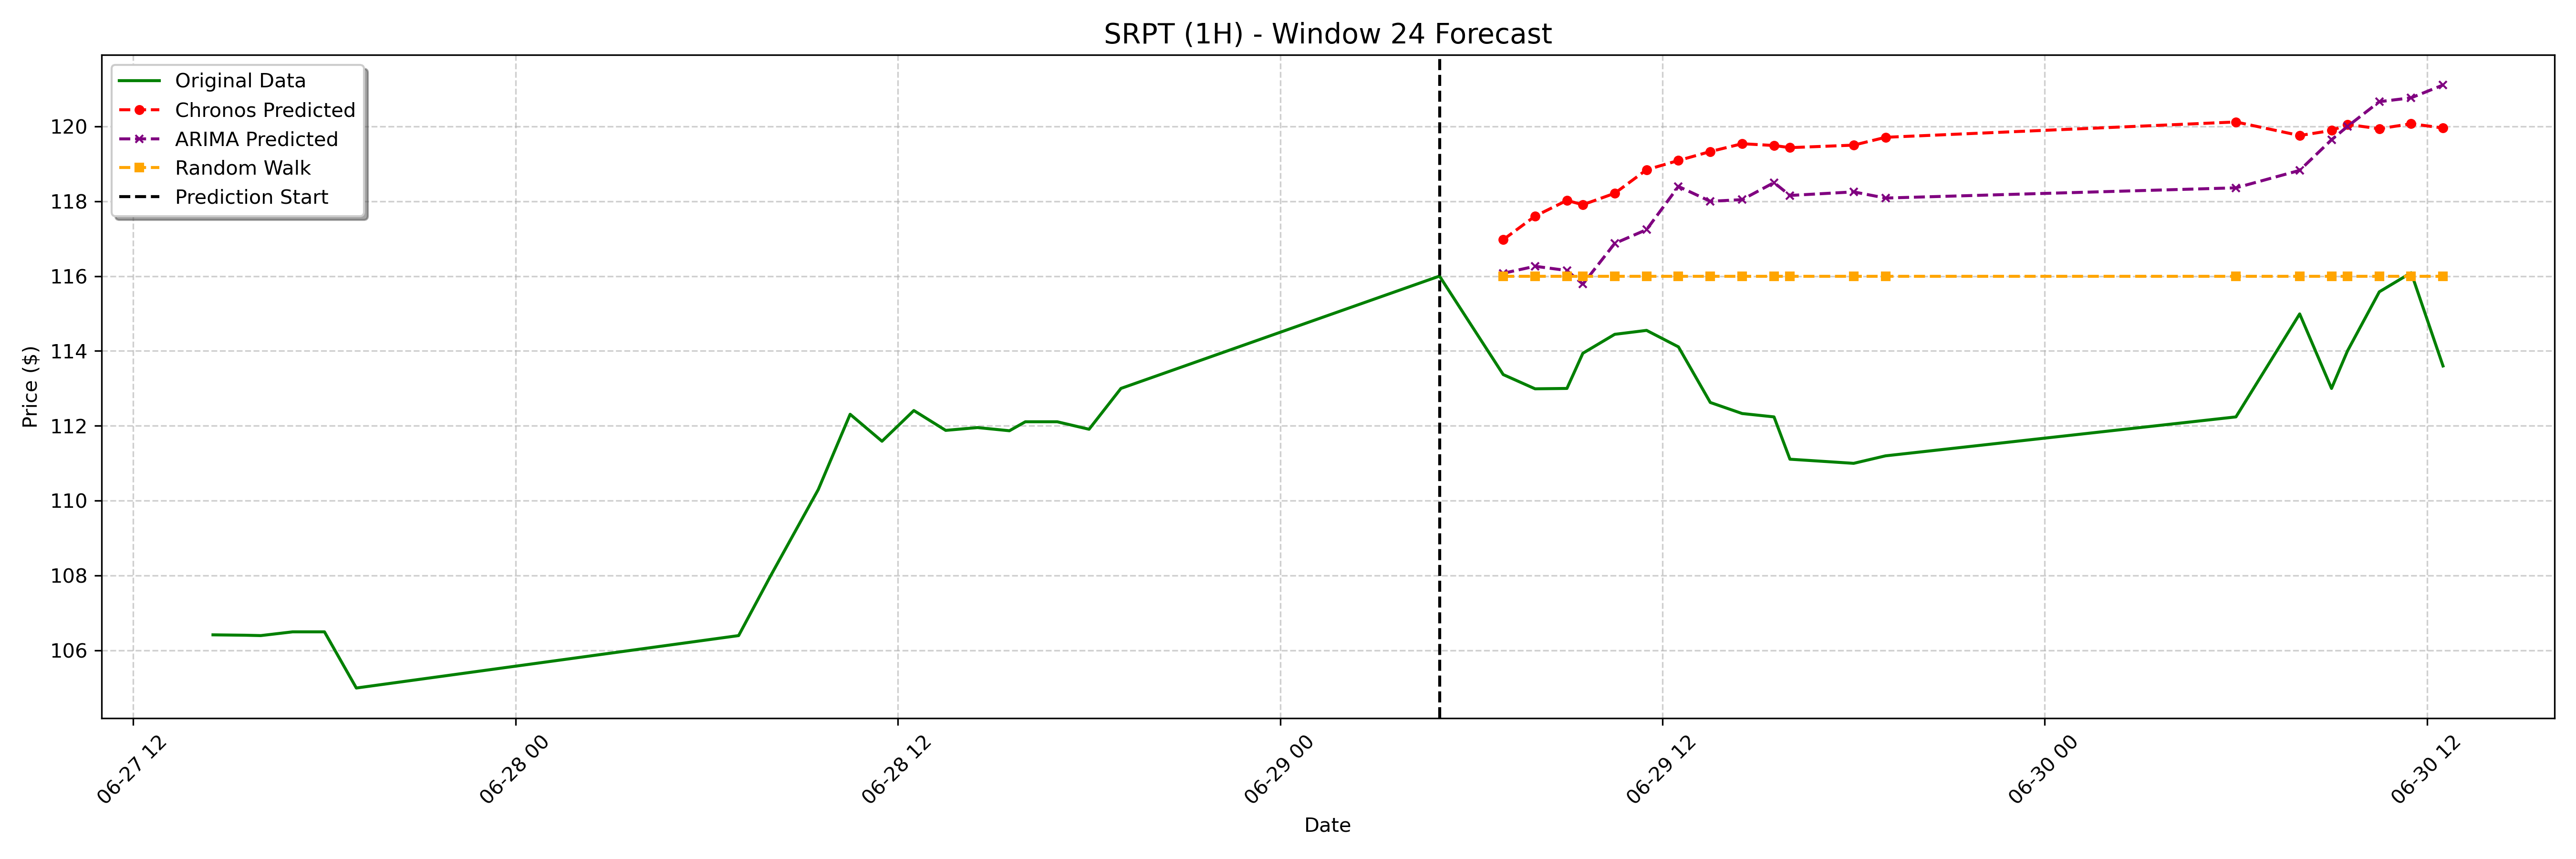 SRPT (1H) - Window 24 Forecast
Original Data
Chronos Predicted
ARIMA Predicted
Random Walk
Prediction Start
Price ($)
120
118
116
114
112
110
108
106
06-27 12
06-28 00
06-28 12
06-29 00
06-29 12
06-30 00
06-30 12
Date